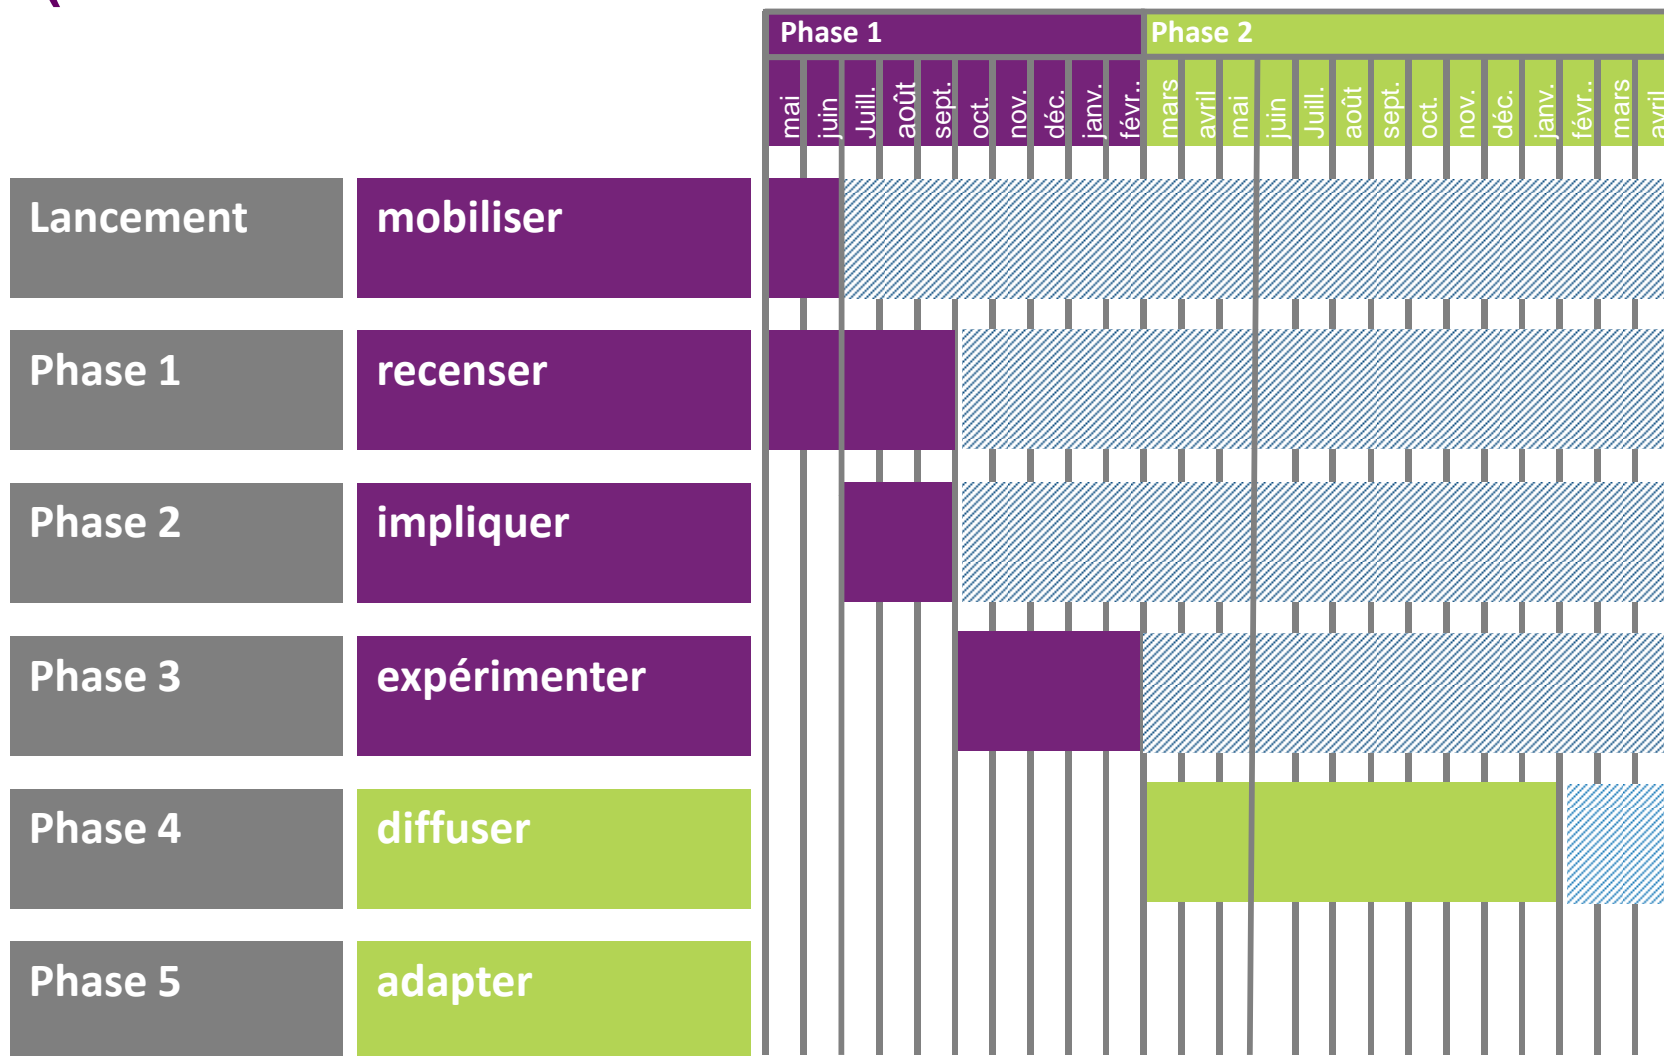 Phase 1
Phase 2
mai
juin
Juill.
août
sept.
oct.
nov.
déc.
janv.
févr..
mars
avril
mai
juin
Juill.
août
sept.
oct.
nov.
déc.
janv.
févr..
mars
avril
Lancement
mobiliser
Phase 1
recenser
Phase 2
impliquer
Phase 3
expérimenter
Phase 4
diffuser
Phase 5
adapter